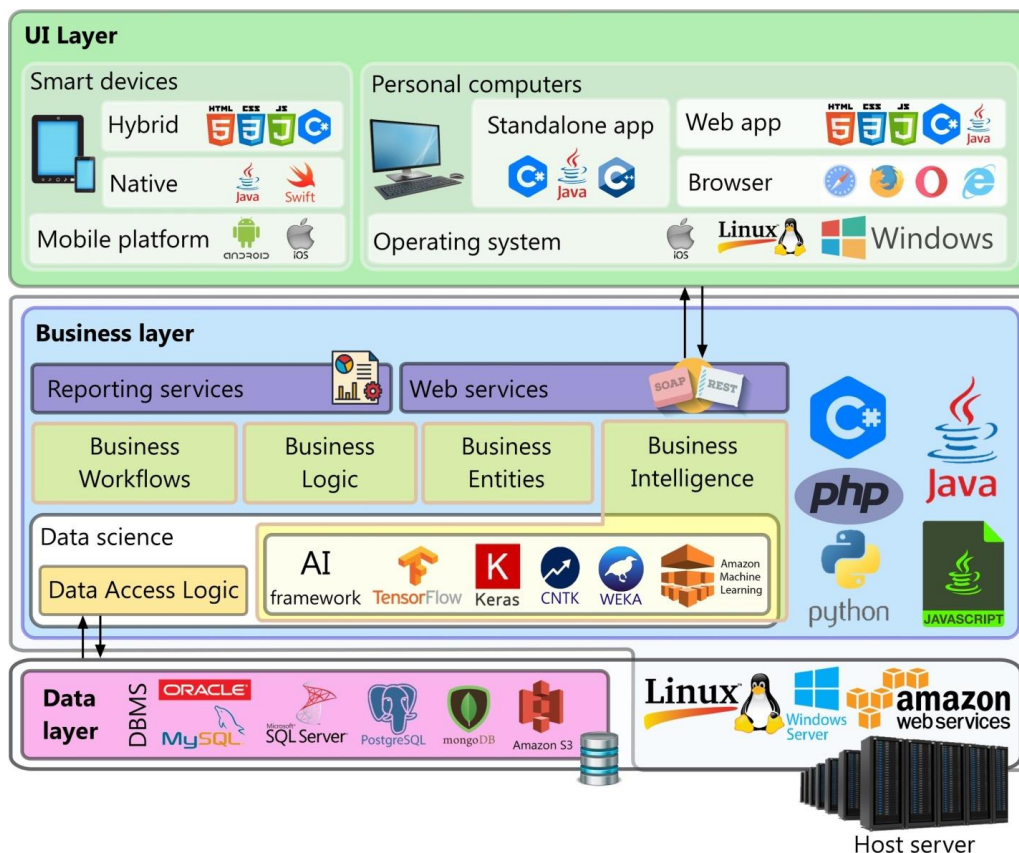 UI Layer
Smart devices
Hybrid
HTML CSS JS
5 3 J C#
Native
Java Swift
Mobile platform
ANDROID iOS
Personal computers
Standalone app
C# Java C++
Web app
HTML CSS JS
5 3 J C# Java
Browser
Operating system
iOS Linux Windows
Business layer
Reporting services
Web services
SOAP REST
Business
Workflows
Business
Logic
Business
Entities
Business
Intelligence
C#
Java
php
python
JAVASCRIPT
Data science
Data Access Logic
AI
framework
TensorFlow
K
Keras
CNTK
WEKA
Amazon
Machine
Learning
Data
layer
DBMS
ORACLE
MySQL
Microsoft
SQL Server
PostgreSQL
mongoDB
Amazon S3
Linux
Windows
Server
amazon
web services
Host server